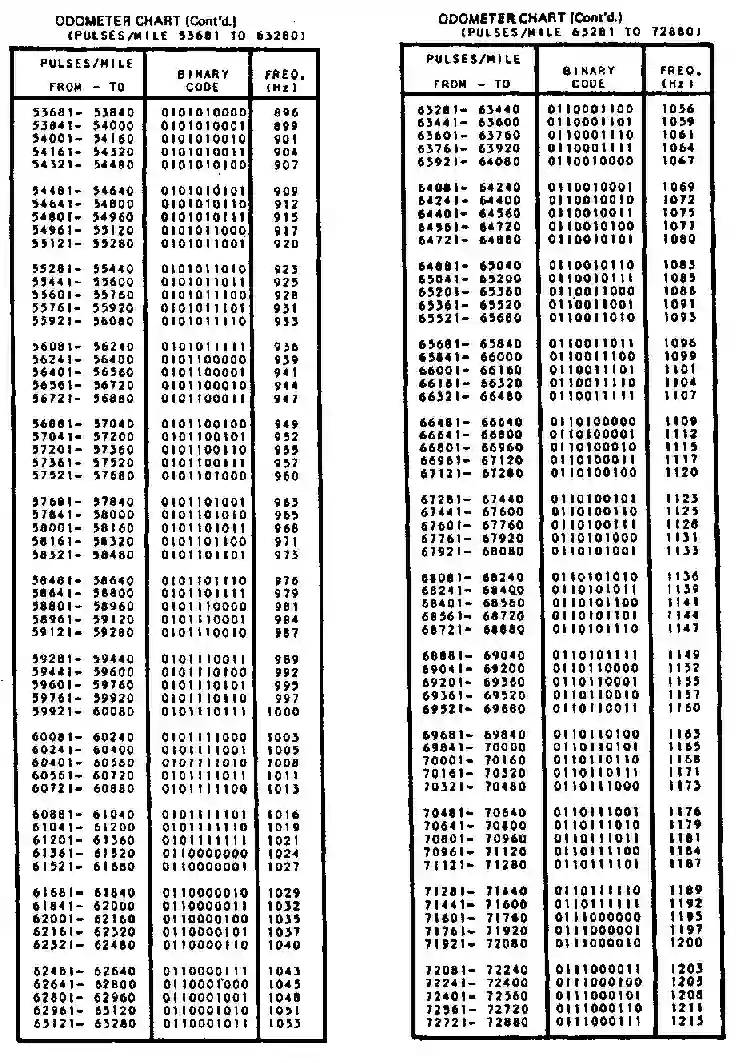 ODOMETER CHART (Cont'd.)
(PULSES/MILE 53681 TO 63280)
PULSES/MILE BINARY FREQ.
FROM - TO CODE (Hz)
53681- 53840 0101010000 896
53841- 54000 0101010001 899
54001- 54160 0101010010 901
54161- 54320 0101010011 904
54321- 54480 0101010100 907
54481- 54640 0101010101 909
54641- 54800 0101010110 912
54801- 54960 0101010111 915
54961- 55120 0101011000 917
55121- 55280 0101011001 920
55281- 55440 0101011010 923
55441- 55600 0101011011 925
55601- 55760 0101011100 928
55761- 55920 0101011101 931
55921- 56080 0101011110 933
56081- 56240 0101011111 936
56241- 56400 0101100000 939
56401- 56560 0101100001 941
56561- 56720 0101100010 944
56721- 56880 0101100011 947
56881- 57040 0101100100 949
57041- 57200 0101100101 952
57201- 57360 0101100110 955
57361- 57520 0101100111 957
57521- 57680 0101101000 960
57681- 57840 0101101001 963
57841- 58000 0101101010 965
58001- 58160 0101101011 968
58161- 58320 0101101100 971
58321- 58480 0101101101 973
58481- 58640 0101101110 976
58641- 58800 0101101111 979
58801- 58960 0101110000 981
58961- 59120 0101110001 984
59121- 59280 0101110010 987
59281- 59440 0101110011 989
59441- 59600 0101110100 992
59601- 59760 0101110101 995
59761- 59920 0101110110 997
59921- 60080 0101110111 1000
60081- 60240 0101111000 1003
60241- 60400 0101111001 1005
60401- 60560 0101111010 1008
60561- 60720 0101111011 1011
60721- 60880 0101111100 1013
60881- 61040 0101111101 1016
61041- 61200 0101111110 1019
61201- 61360 0101111111 1021
61361- 61520 0110000000 1024
61521- 61680 0110000001 1027
61681- 61840 0110000010 1029
61841- 62000 0110000011 1032
62001- 62160 0110000100 1035
62161- 62320 0110000101 1037
62321- 62480 0110000110 1040
62481- 62640 0110000111 1043
62641- 62800 0110001000 1045
62801- 62960 0110001001 1048
62961- 63120 0110001010 1051
63121- 63280 0110001011 1053
ODOMETER CHART (Cont'd.)
(PULSES/MILE 63281 TO 72880)
PULSES/MILE BINARY FREQ.
FROM - TO CODE (Hz)
63281- 63440 0110001100 1056
63441- 63600 0110001101 1059
63601- 63760 0110001110 1061
63761- 63920 0110001111 1064
63921- 64080 0110010000 1067
64081- 64240 0110010001 1069
64241- 64400 0110010010 1072
64401- 64560 0110010011 1075
64561- 64720 0110010100 1077
64721- 64880 0110010101 1080
64881- 65040 0110010110 1083
65041- 65200 0110010111 1085
65201- 65360 0110011000 1088
65361- 65520 0110011001 1091
65521- 65680 0110011010 1093
65681- 65840 0110011011 1096
65841- 66000 0110011100 1099
66001- 66160 0110011101 1101
66161- 66320 0110011110 1104
66321- 66480 0110011111 1107
66481- 66640 0110100000 1109
66641- 66800 0110100001 1112
66801- 66960 0110100010 1115
66961- 67120 0110100011 1117
67121- 67280 0110100100 1120
67281- 67440 0110100101 1123
67441- 67600 0110100110 1125
67601- 67760 0110100111 1128
67761- 67920 0110101000 1131
67921- 68080 0110101001 1133
68081- 68240 0110101010 1136
68241- 68400 0110101011 1139
68401- 68560 0110101100 1141
68561- 68720 0110101101 1144
68721- 68880 0110101110 1147
68881- 69040 0110101111 1149
69041- 69200 0110110000 1152
69201- 69360 0110110001 1155
69361- 69520 0110110010 1157
69521- 69680 0110110011 1160
69681- 69840 0110110100 1163
69841- 70000 0110110101 1165
70001- 70160 0110110110 1168
70161- 70320 0110110111 1171
70321- 70480 0110111000 1173
70481- 70640 0110111001 1176
70641- 70800 0110111010 1179
70801- 70960 0110111011 1181
70961- 71120 0110111100 1184
71121- 71280 0110111101 1187
71281- 71440 0110111110 1189
71441- 71600 0110111111 1192
71601- 71760 0111000000 1195
71761- 71920 0111000001 1197
71921- 72080 0111000010 1200
72081- 72240 0111000011 1203
72241- 72400 0111000100 1205
72401- 72560 0111000101 1208
72561- 72720 0111000110 1211
72721- 72880 0111000111 1213